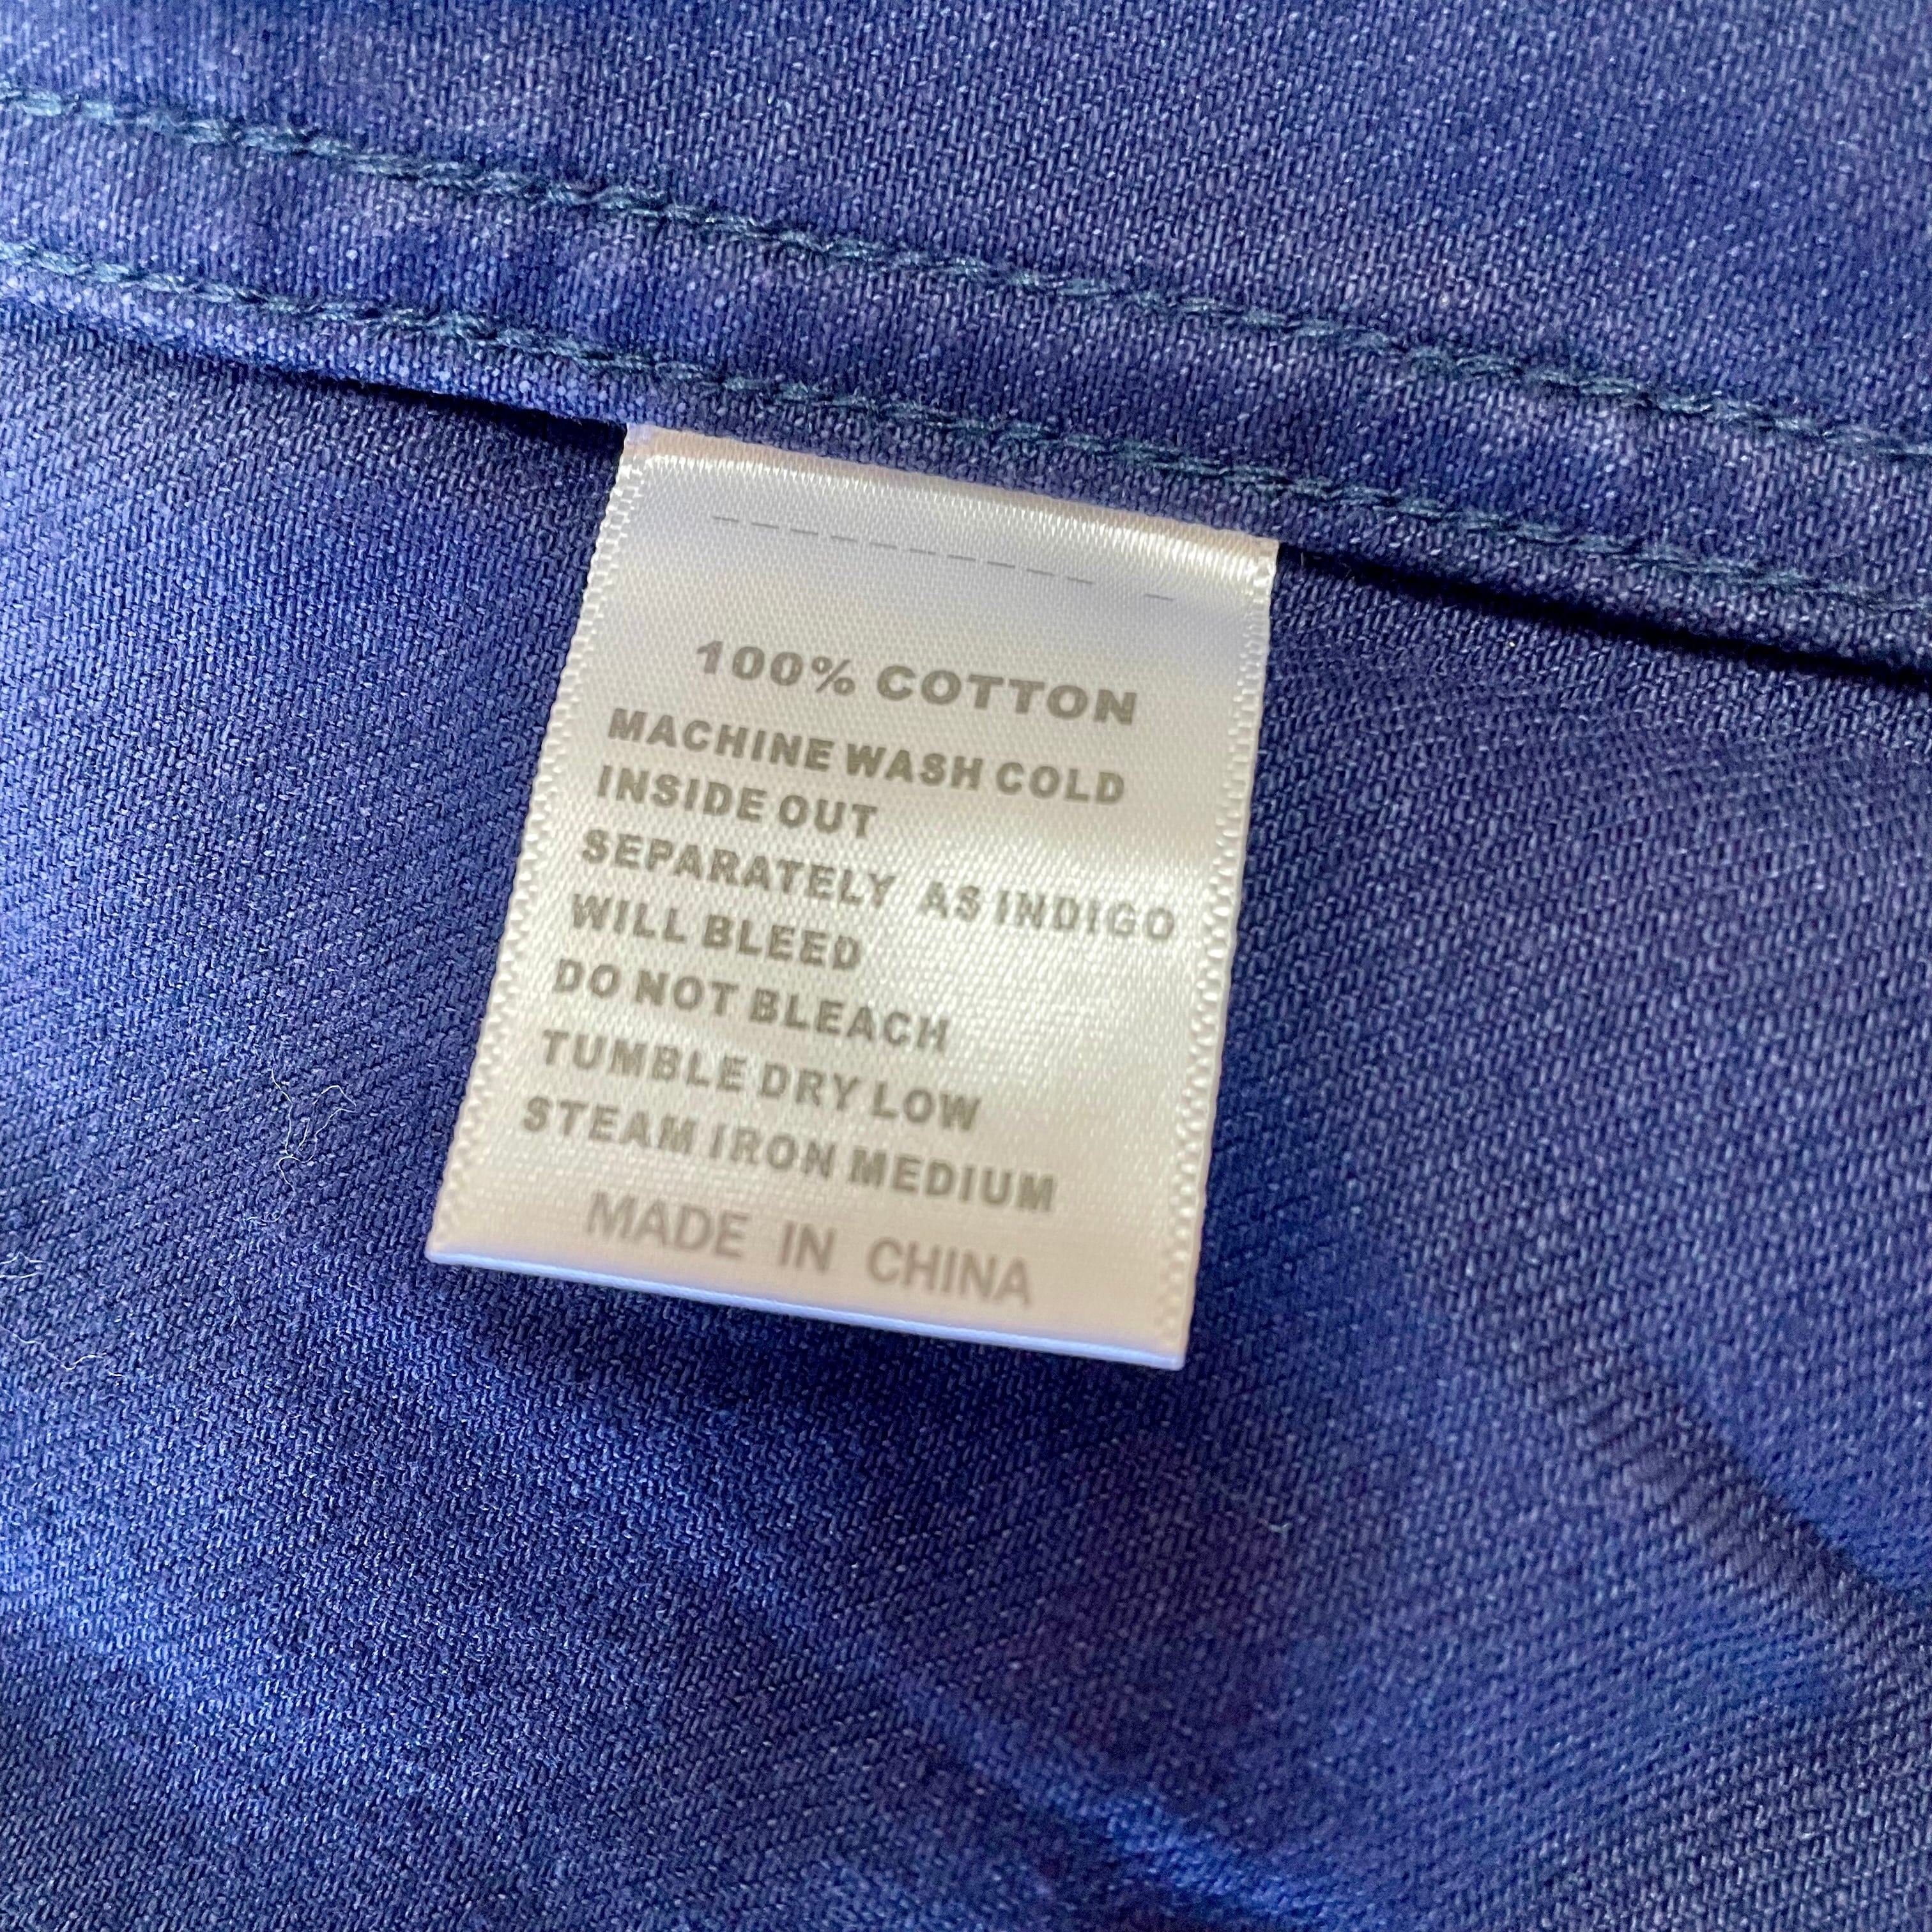 100% COTTON
MACHINE WASH COLD
INSIDE OUT
SEPARATELY AS INDIGO
WILL BLEED
DO NOT BLEACH
TUMBLE DRY LOW
STEAM IRON MEDIUM
MADE IN CHINA